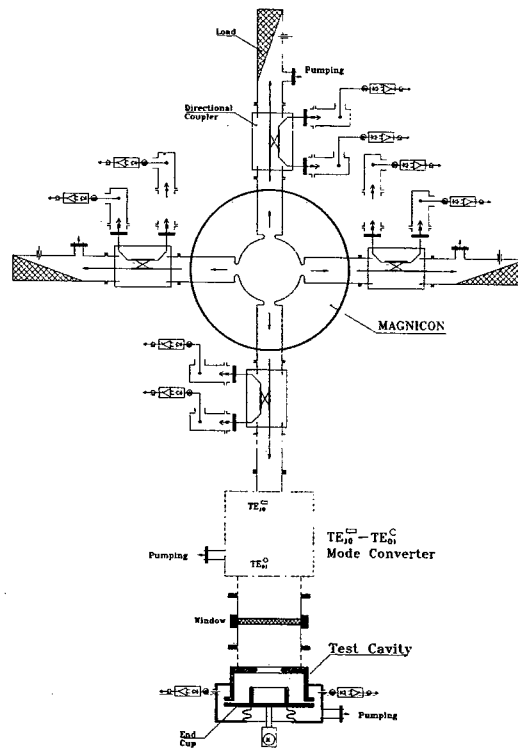 Load
Pumping
Directional
Coupler
MAGNICON
TE10
TE10 – TE01
Mode Converter
Pumping
TE01
Window
Test Cavity
Pumping
End
Cup